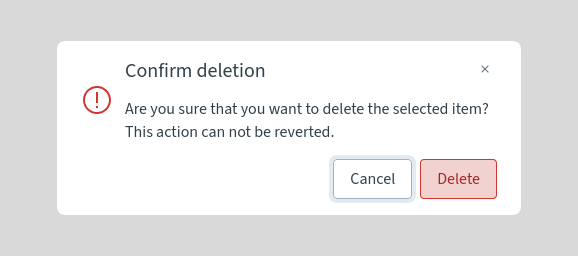 Confirm deletion
Are you sure that you want to delete the selected item?
This action can not be reverted.
Cancel Delete